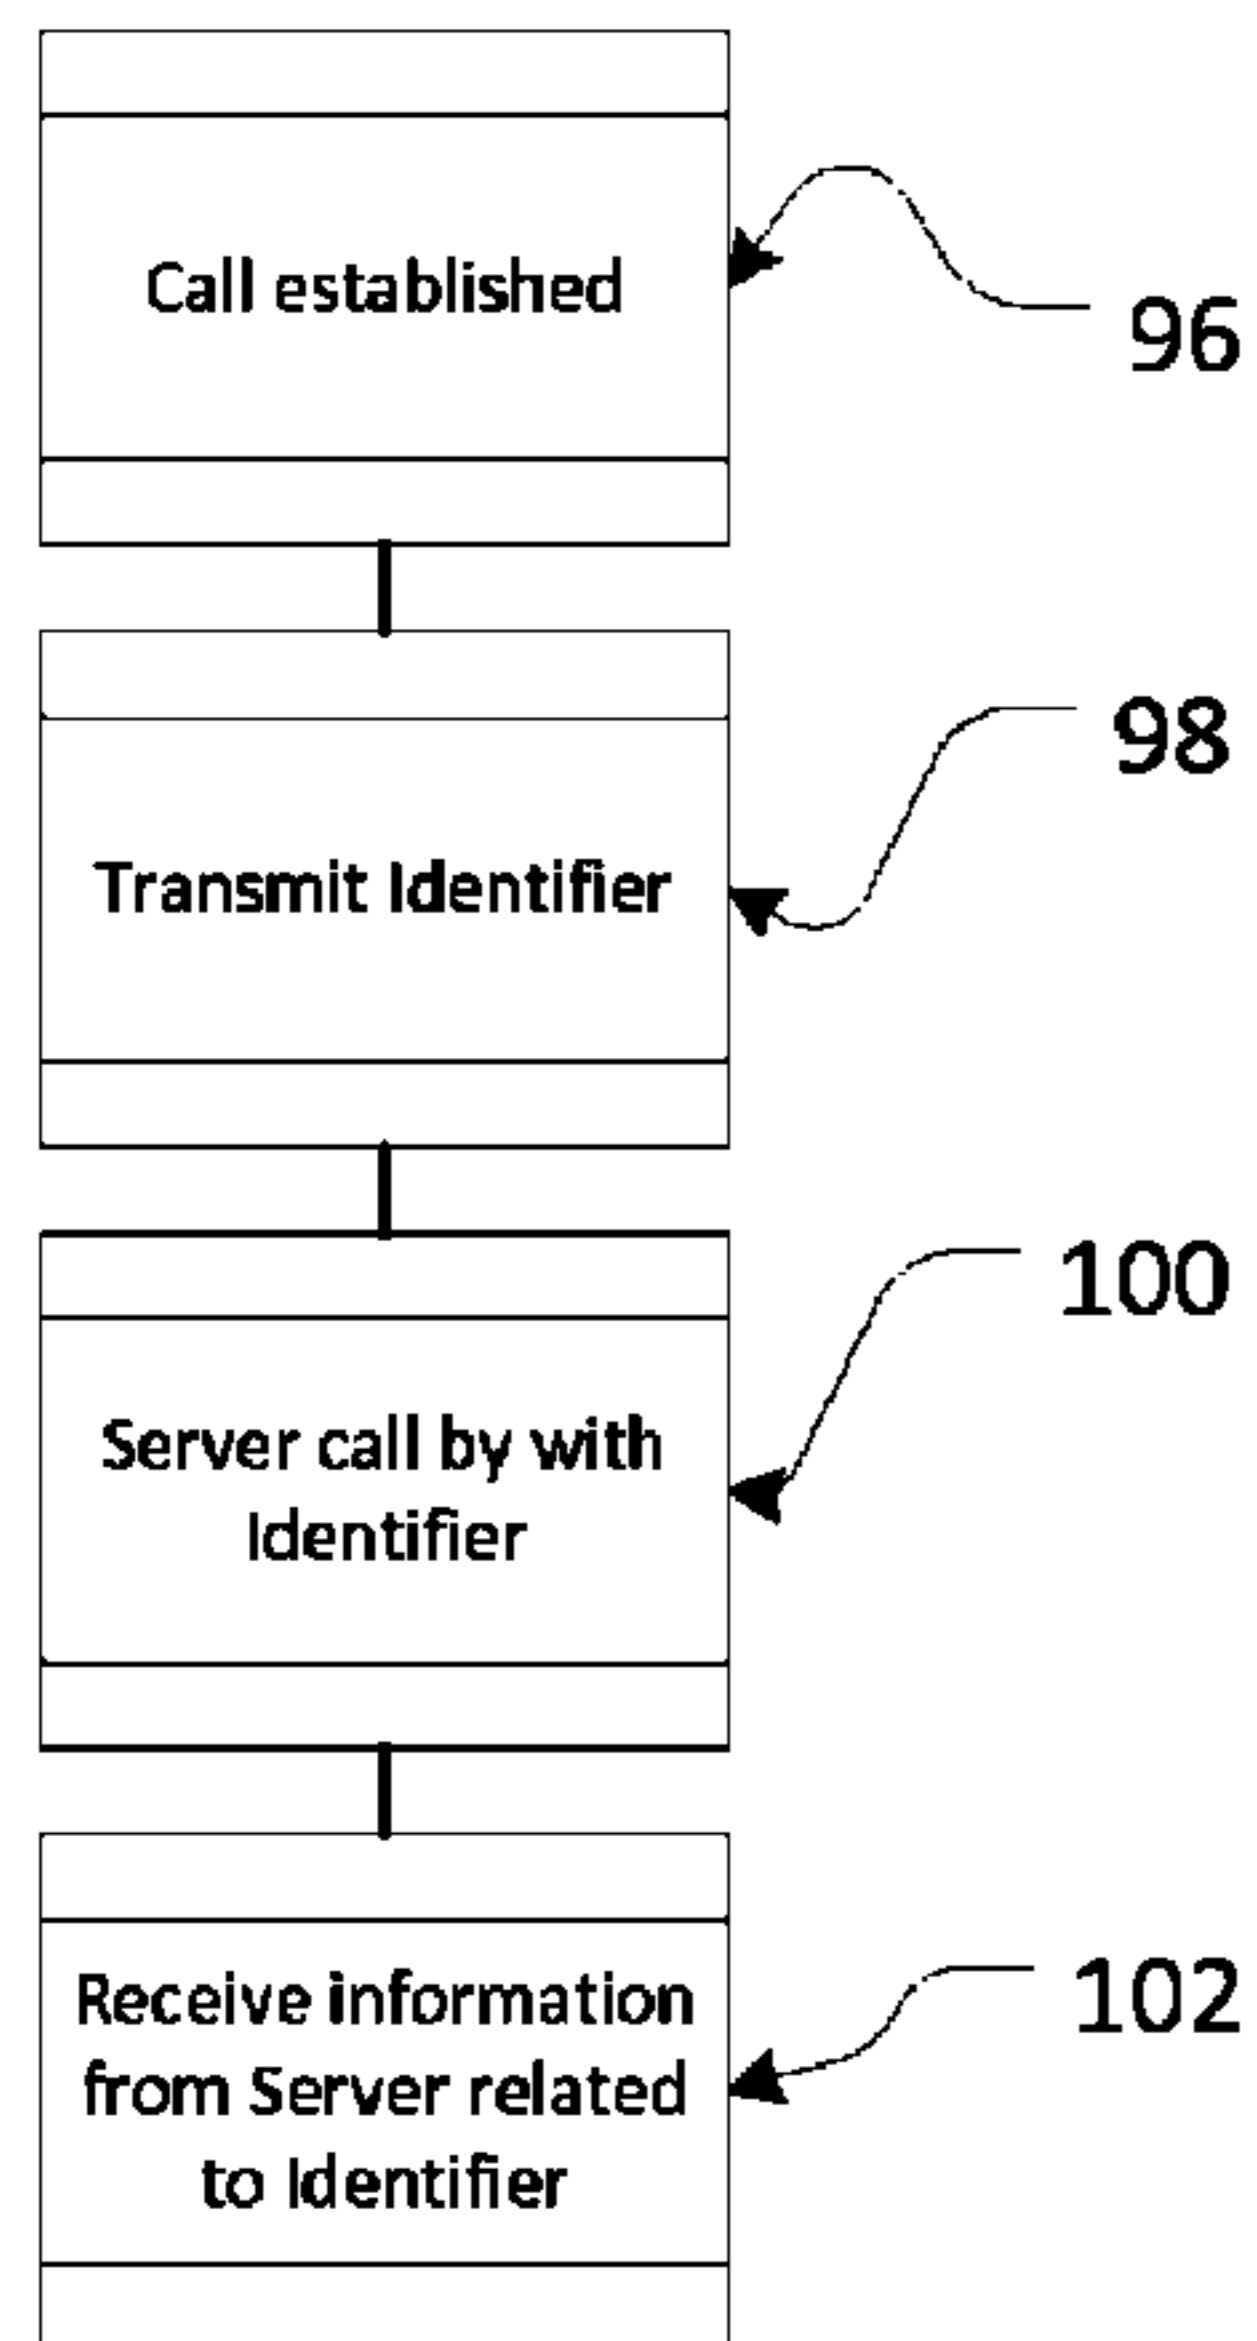 Call established
96
98
Transmit Identifier
100
Server call by with
Identifier
102
Receive information
from Server related
to Identifier